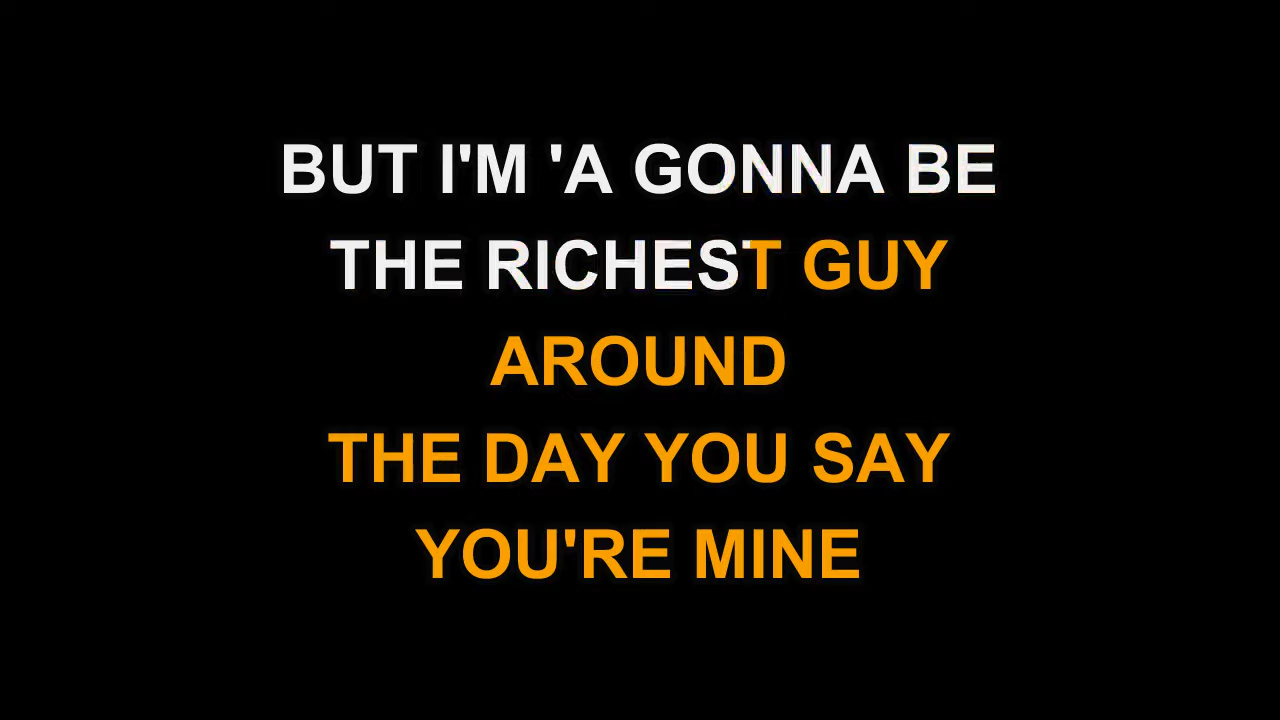 BUT I'M 'A GONNA BE
THE RICHEST GUY
AROUND
THE DAY YOU SAY
YOU'RE MINE